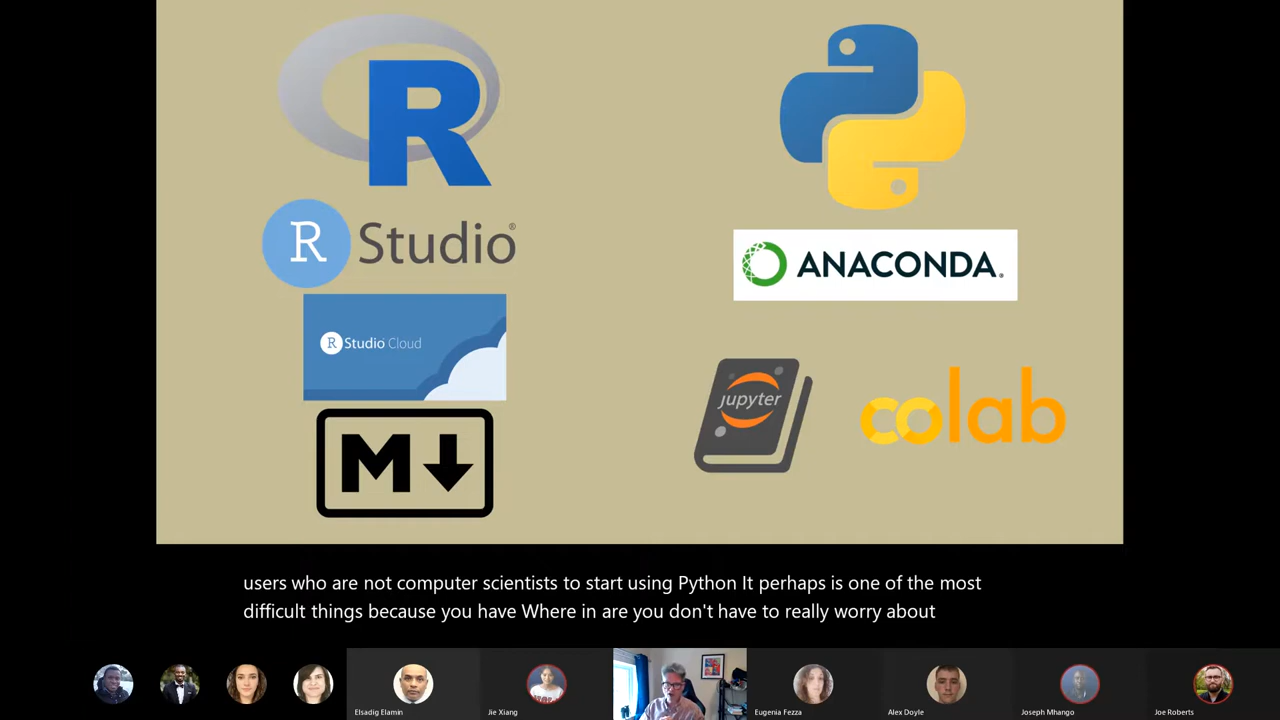 R
R Studio®
R Studio Cloud
M
ANACONDA®
jupyter
colab
users who are not computer scientists to start using Python It perhaps is one of the most
difficult things because you have Where in are you don't have to really worry about
Elsadig Elamin
Jie Xiang
Eugenia Fezza
Alex Doyle
Joseph Mhango
Joe Roberts